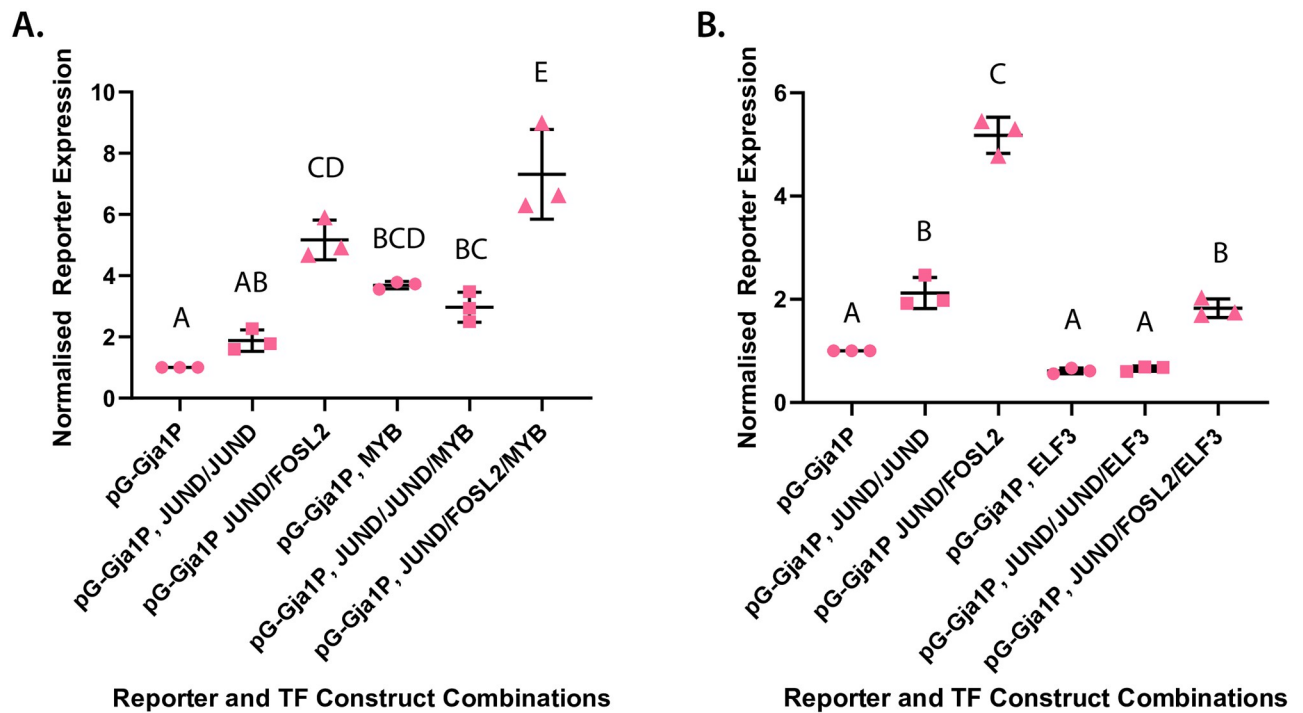 A.
Normalised Reporter Expression
10
8
6
4
2
0
A
AB
CD
BCD
BC
E
pG-Gja1P
pG-Gja1P, JUND/JUND
pG-Gja1P JUND/FOSL2
pG-Gja1P, MYB
pG-Gja1P, JUND/JUND/MYB
pG-Gja1P, JUND/FOSL2/MYB
Reporter and TF Construct Combinations
B.
Normalised Reporter Expression
6
4
2
0
A
B
C
A
A
B
pG-Gja1P
pG-Gja1P, JUND/JUND
pG-Gja1P JUND/FOSL2
pG-Gja1P, ELF3
pG-Gja1P, JUND/JUND/ELF3
pG-Gja1P, JUND/FOSL2/ELF3
Reporter and TF Construct Combinations